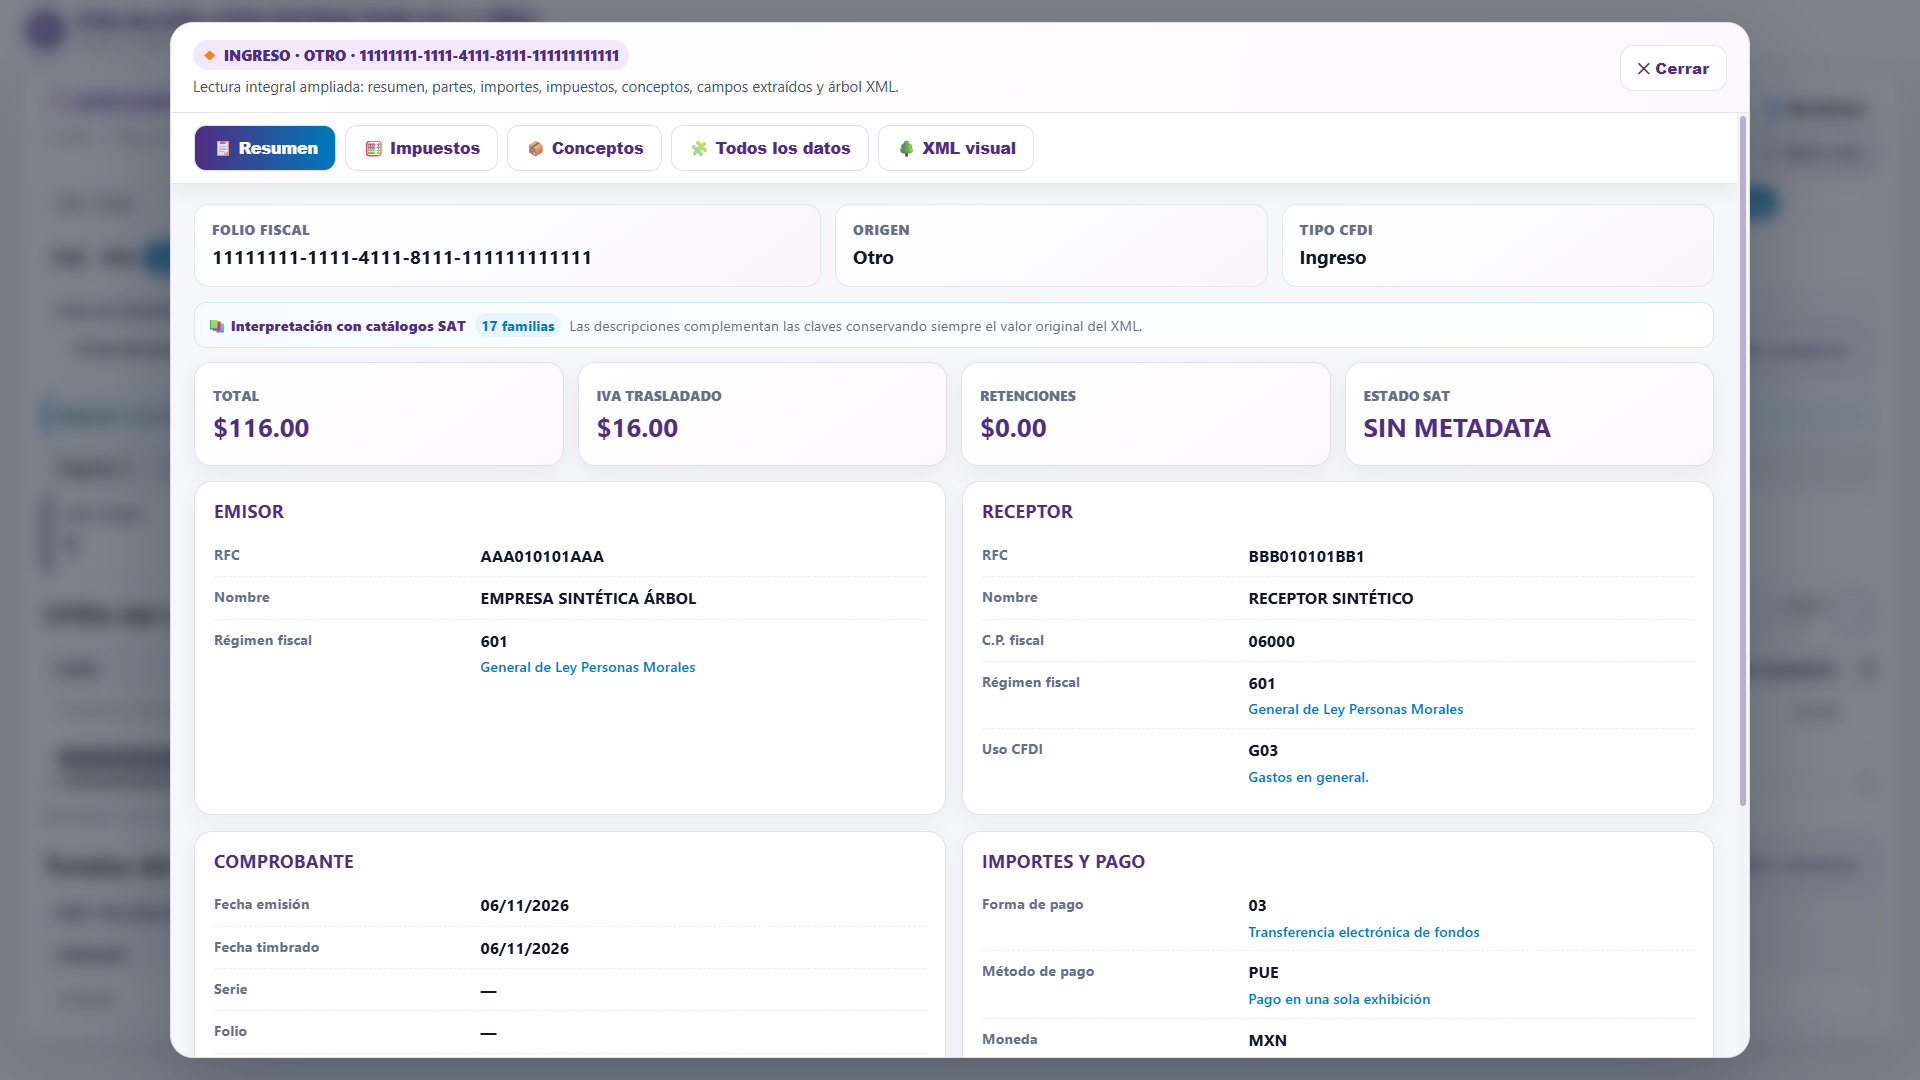 INGRESO · OTRO · 11111111-1111-4111-8111-111111111111
Lectura integral ampliada: resumen, partes, importes, impuestos, conceptos, campos extraídos y árbol XML.
Cerrar
Resumen
Impuestos
Conceptos
Todos los datos
XML visual
FOLIO FISCAL
11111111-1111-4111-8111-111111111111
ORIGEN
Otro
TIPO CFDI
Ingreso
Interpretación con catálogos SAT 17 familias Las descripciones complementan las claves conservando siempre el valor original del XML.
TOTAL
$116.00
IVA TRASLADADO
$16.00
RETENCIONES
$0.00
ESTADO SAT
SIN METADATA
EMISOR
RFC AAA010101AAA
Nombre EMPRESA SINTÉTICA ÁRBOL
Régimen fiscal 601
General de Ley Personas Morales
RECEPTOR
RFC BBB010101BB1
Nombre RECEPTOR SINTÉTICO
C.P. fiscal 06000
Régimen fiscal 601
General de Ley Personas Morales
Uso CFDI G03
Gastos en general.
COMPROBANTE
Fecha emisión 06/11/2026
Fecha timbrado 06/11/2026
Serie —
Folio —
IMPORTES Y PAGO
Forma de pago 03
Transferencia electrónica de fondos
Método de pago PUE
Pago en una sola exhibición
Moneda MXN